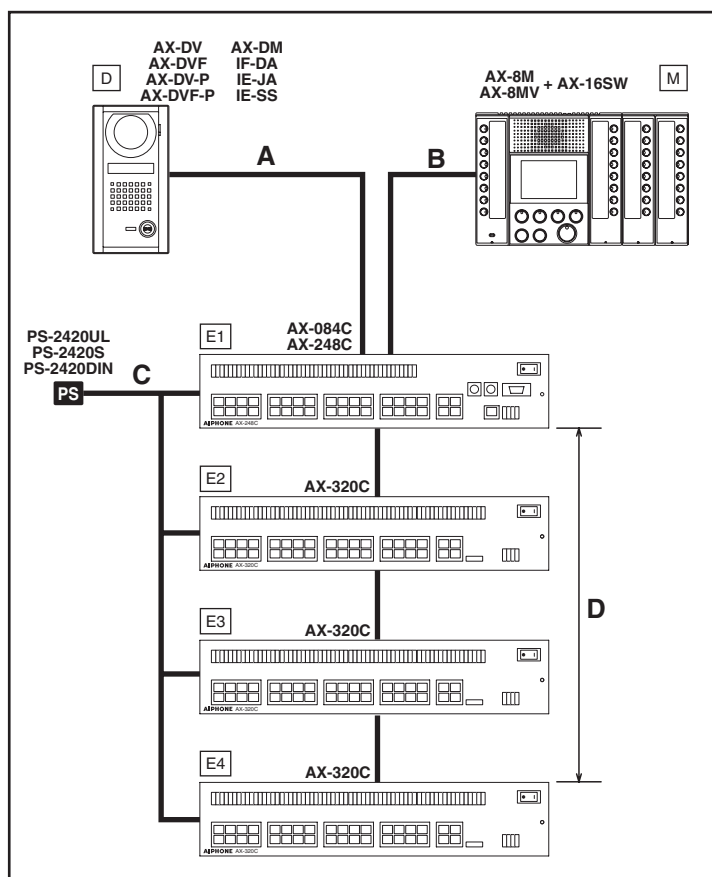 AX-DV AX-DM
D AX-DVF IF-DA
AX-DV-P IE-JA
AX-DVF-P IE-SS
AX-8M
AX-8MV + AX-16SW M
A
B
E1 AX-084C
AX-248C
PS-2420UL
PS-2420S
PS-2420DIN
PS C
AIPHONE AX-248C
E2 AX-320C
AIPHONE AX-320C
D
E3 AX-320C
AIPHONE AX-320C
E4 AX-320C
AIPHONE AX-320C